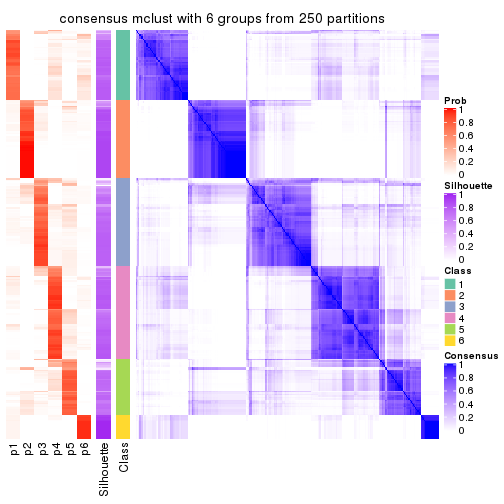 consensus mclust with 6 groups from 250 partitions
Prob
1
0.8
0.6
0.4
0.2
0
Silhouette
1
0.8
0.6
0.4
0.2
0
Class
1
2
3
4
5
6
Consensus
1
0.8
0.6
0.4
0.2
0
p1
p2
p3
p4
p5
p6
Silhouette
Class